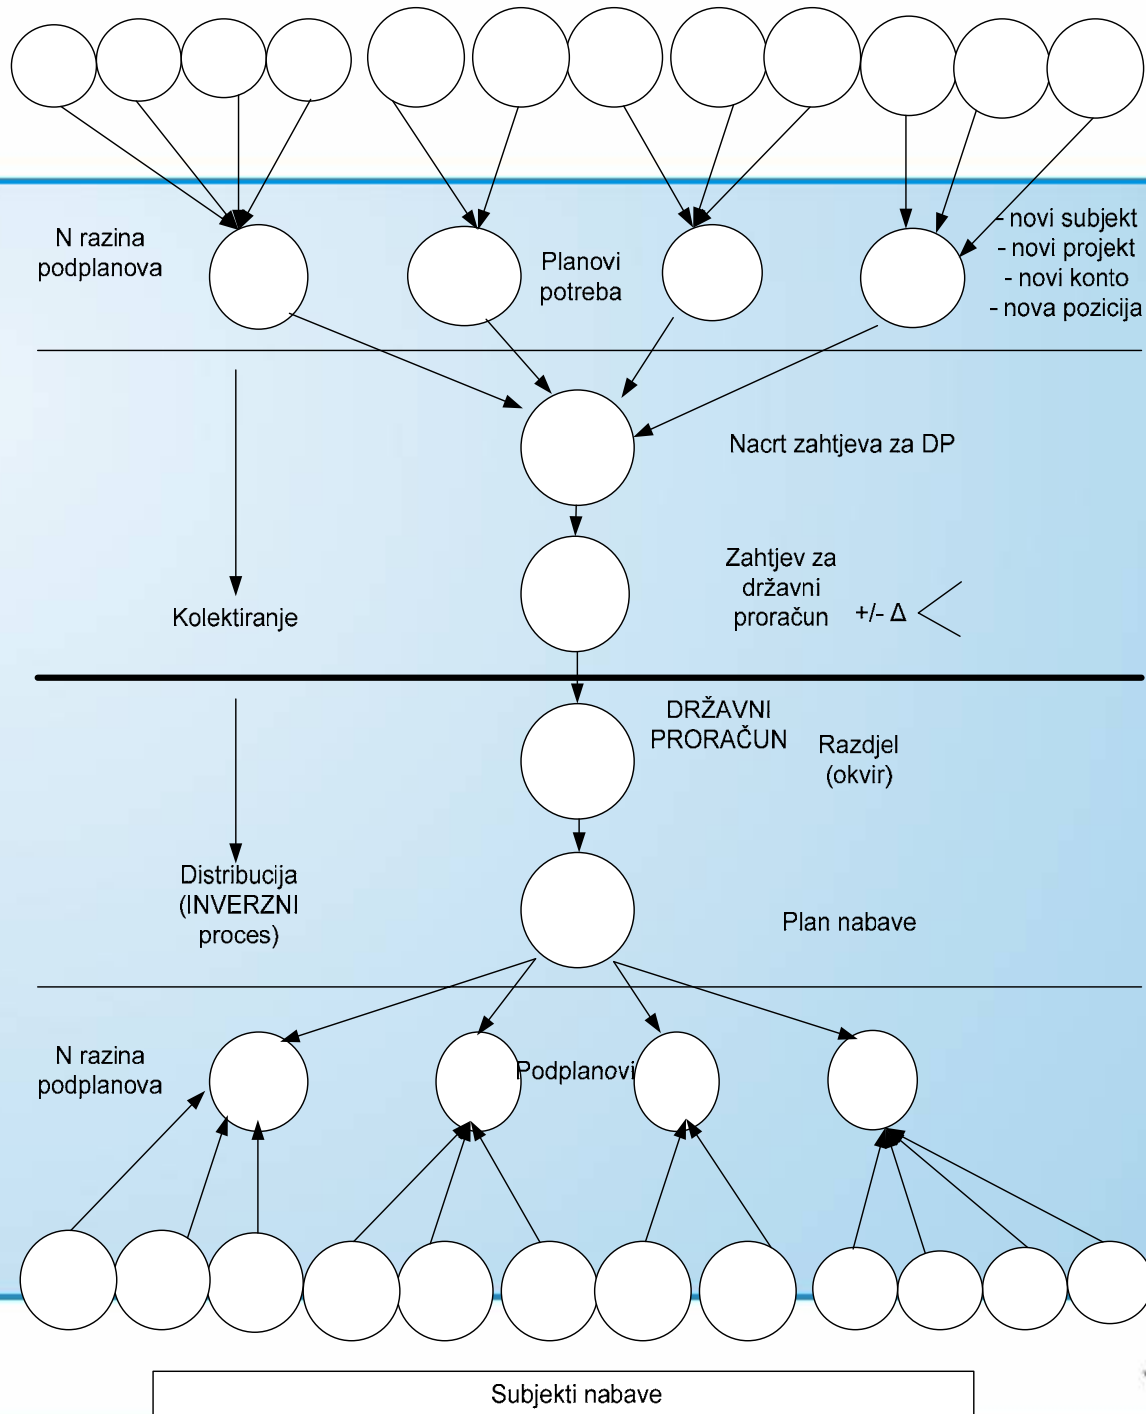 N razina
podplanova
Planovi
potreba
- novi subjekt
- novi projekt
- novi konto
- nova pozicija
Nacrt zahtjeva za DP
Zahtjev za
državni
proračun
+/- Δ
Kolektiranje
DRŽAVNI
PRORAČUN
Razdjel
(okvir)
Distribucija
(INVERZNI
proces)
Plan nabave
N razina
podplanova
Podplanovi
Subjekti nabave